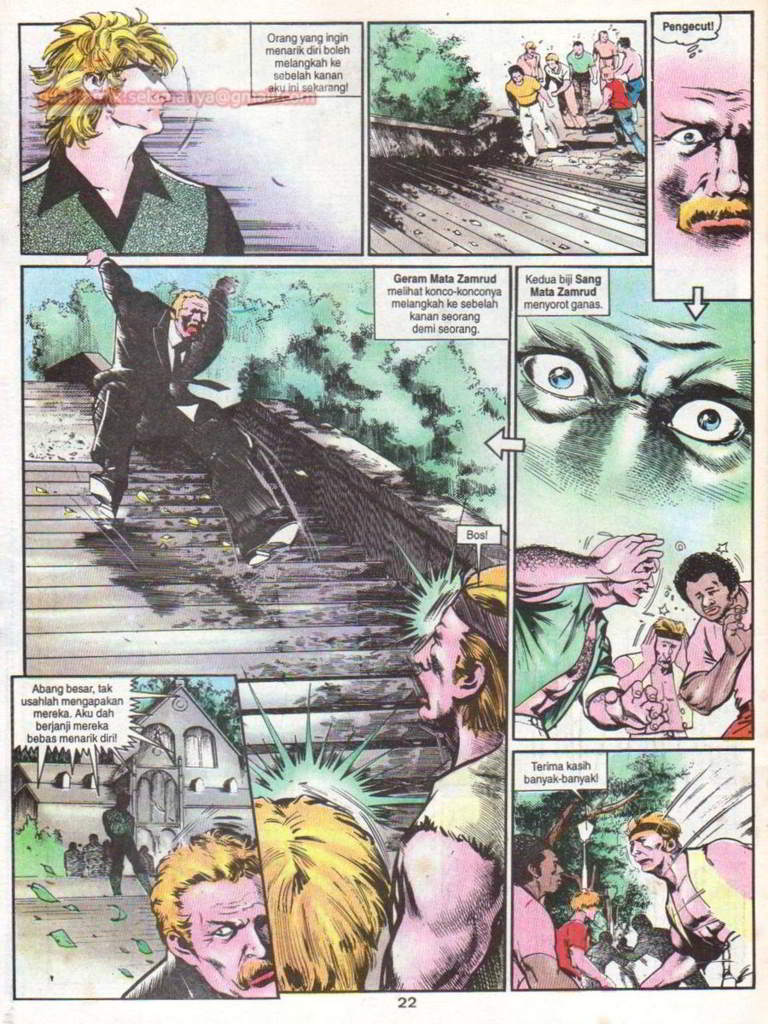 Orang yang ingin
menarik diri boleh
melangkah ke
sebelah kanan
aku ini sekarang!
Pengecut!
Kedua biji Sang
Mata Zamrud
menyorot ganas.
Geram Mata Zamrud
melihat konco-konconya
melangkah ke sebelah
kanan seorang
demi seorang.
Bos!
Abang besar, tak
usahlah mengapakan
mereka. Aku dah
berjanji mereka
bebas menarik diri!
Terima kasih
banyak-banyak!
22